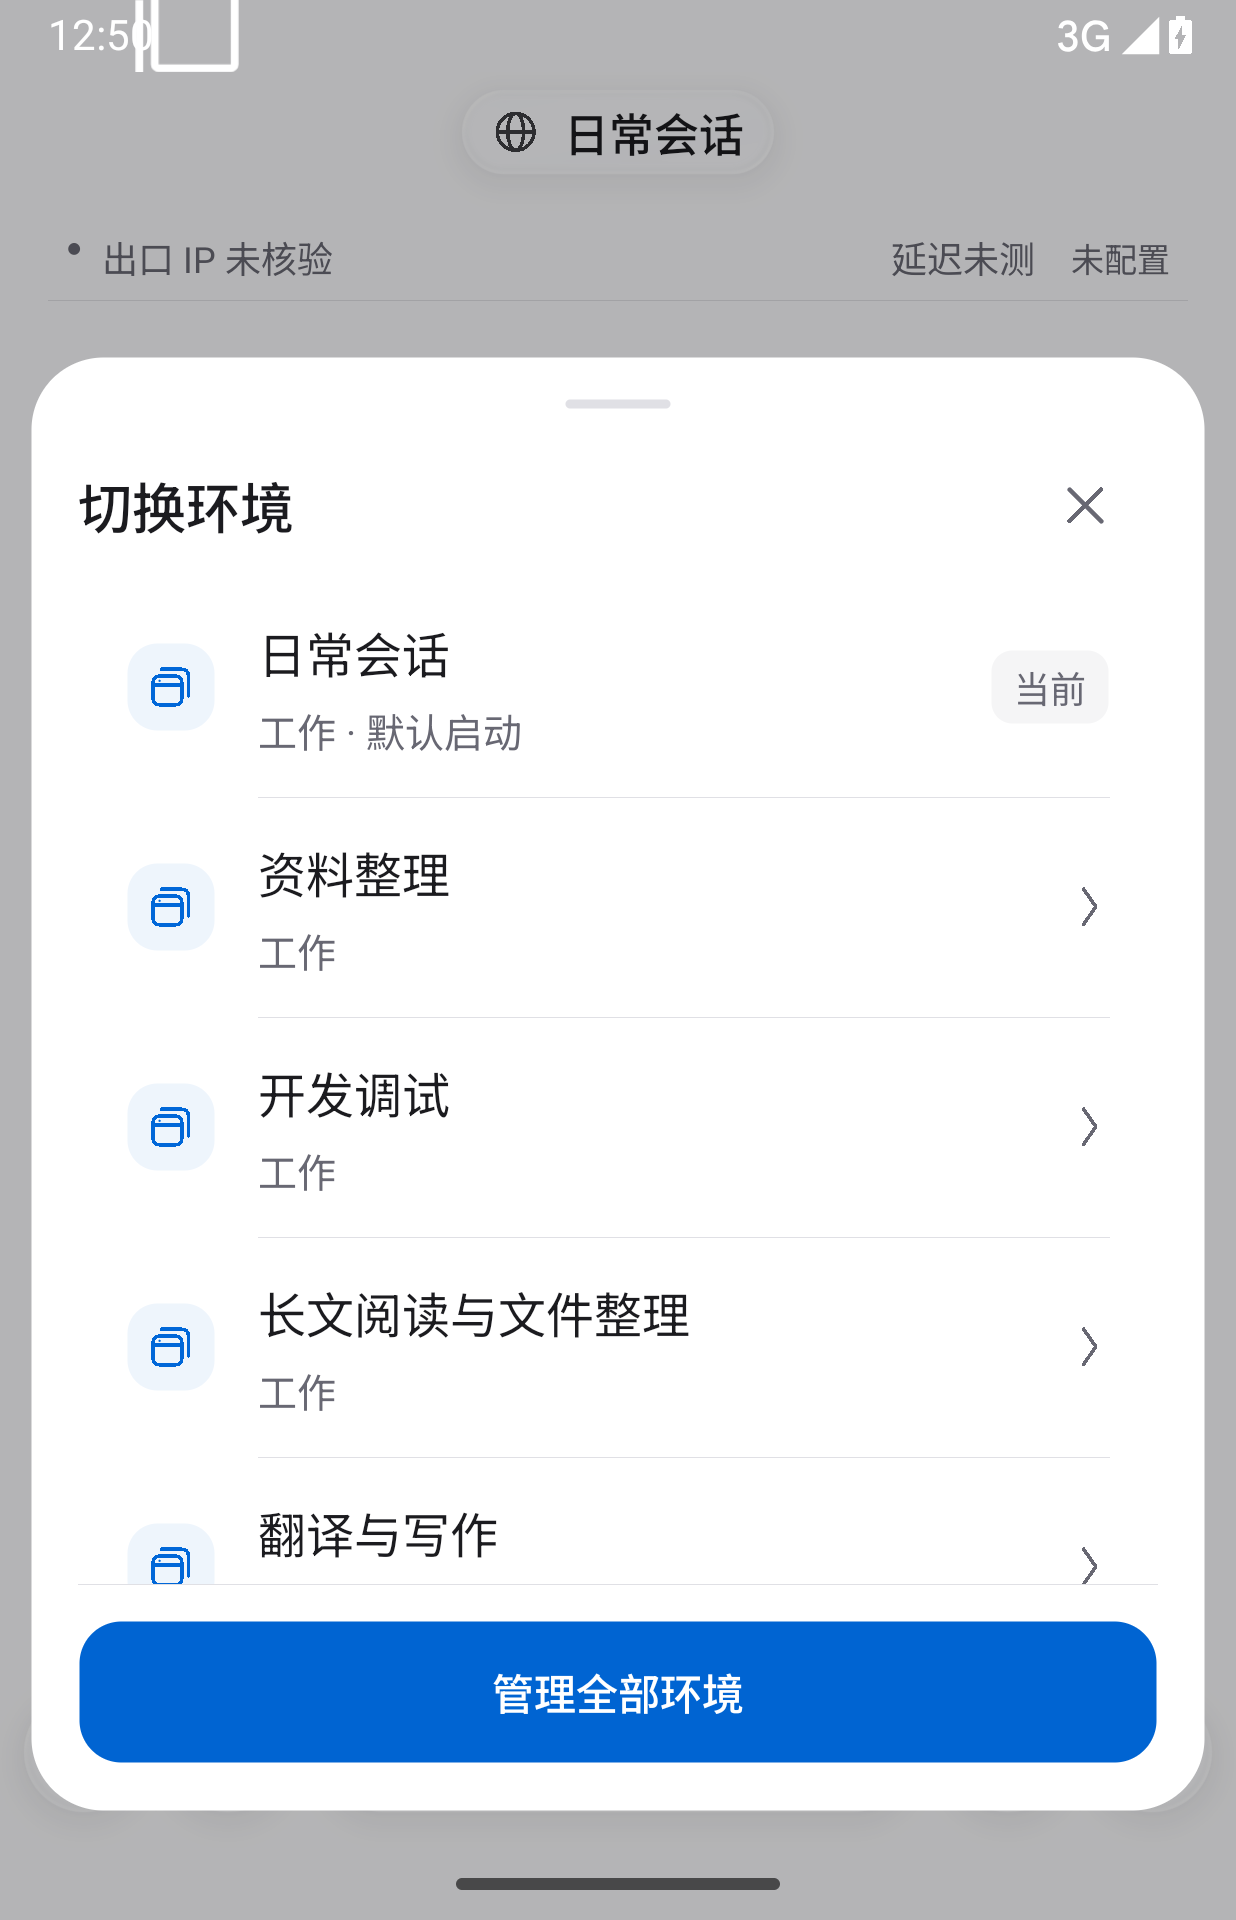 12:50
3G
日常会话
出口 IP 未核验
延迟未测 未配置
切换环境
日常会话
工作 · 默认启动
当前
资料整理
工作
开发调试
工作
长文阅读与文件整理
工作
翻译与写作
管理全部环境